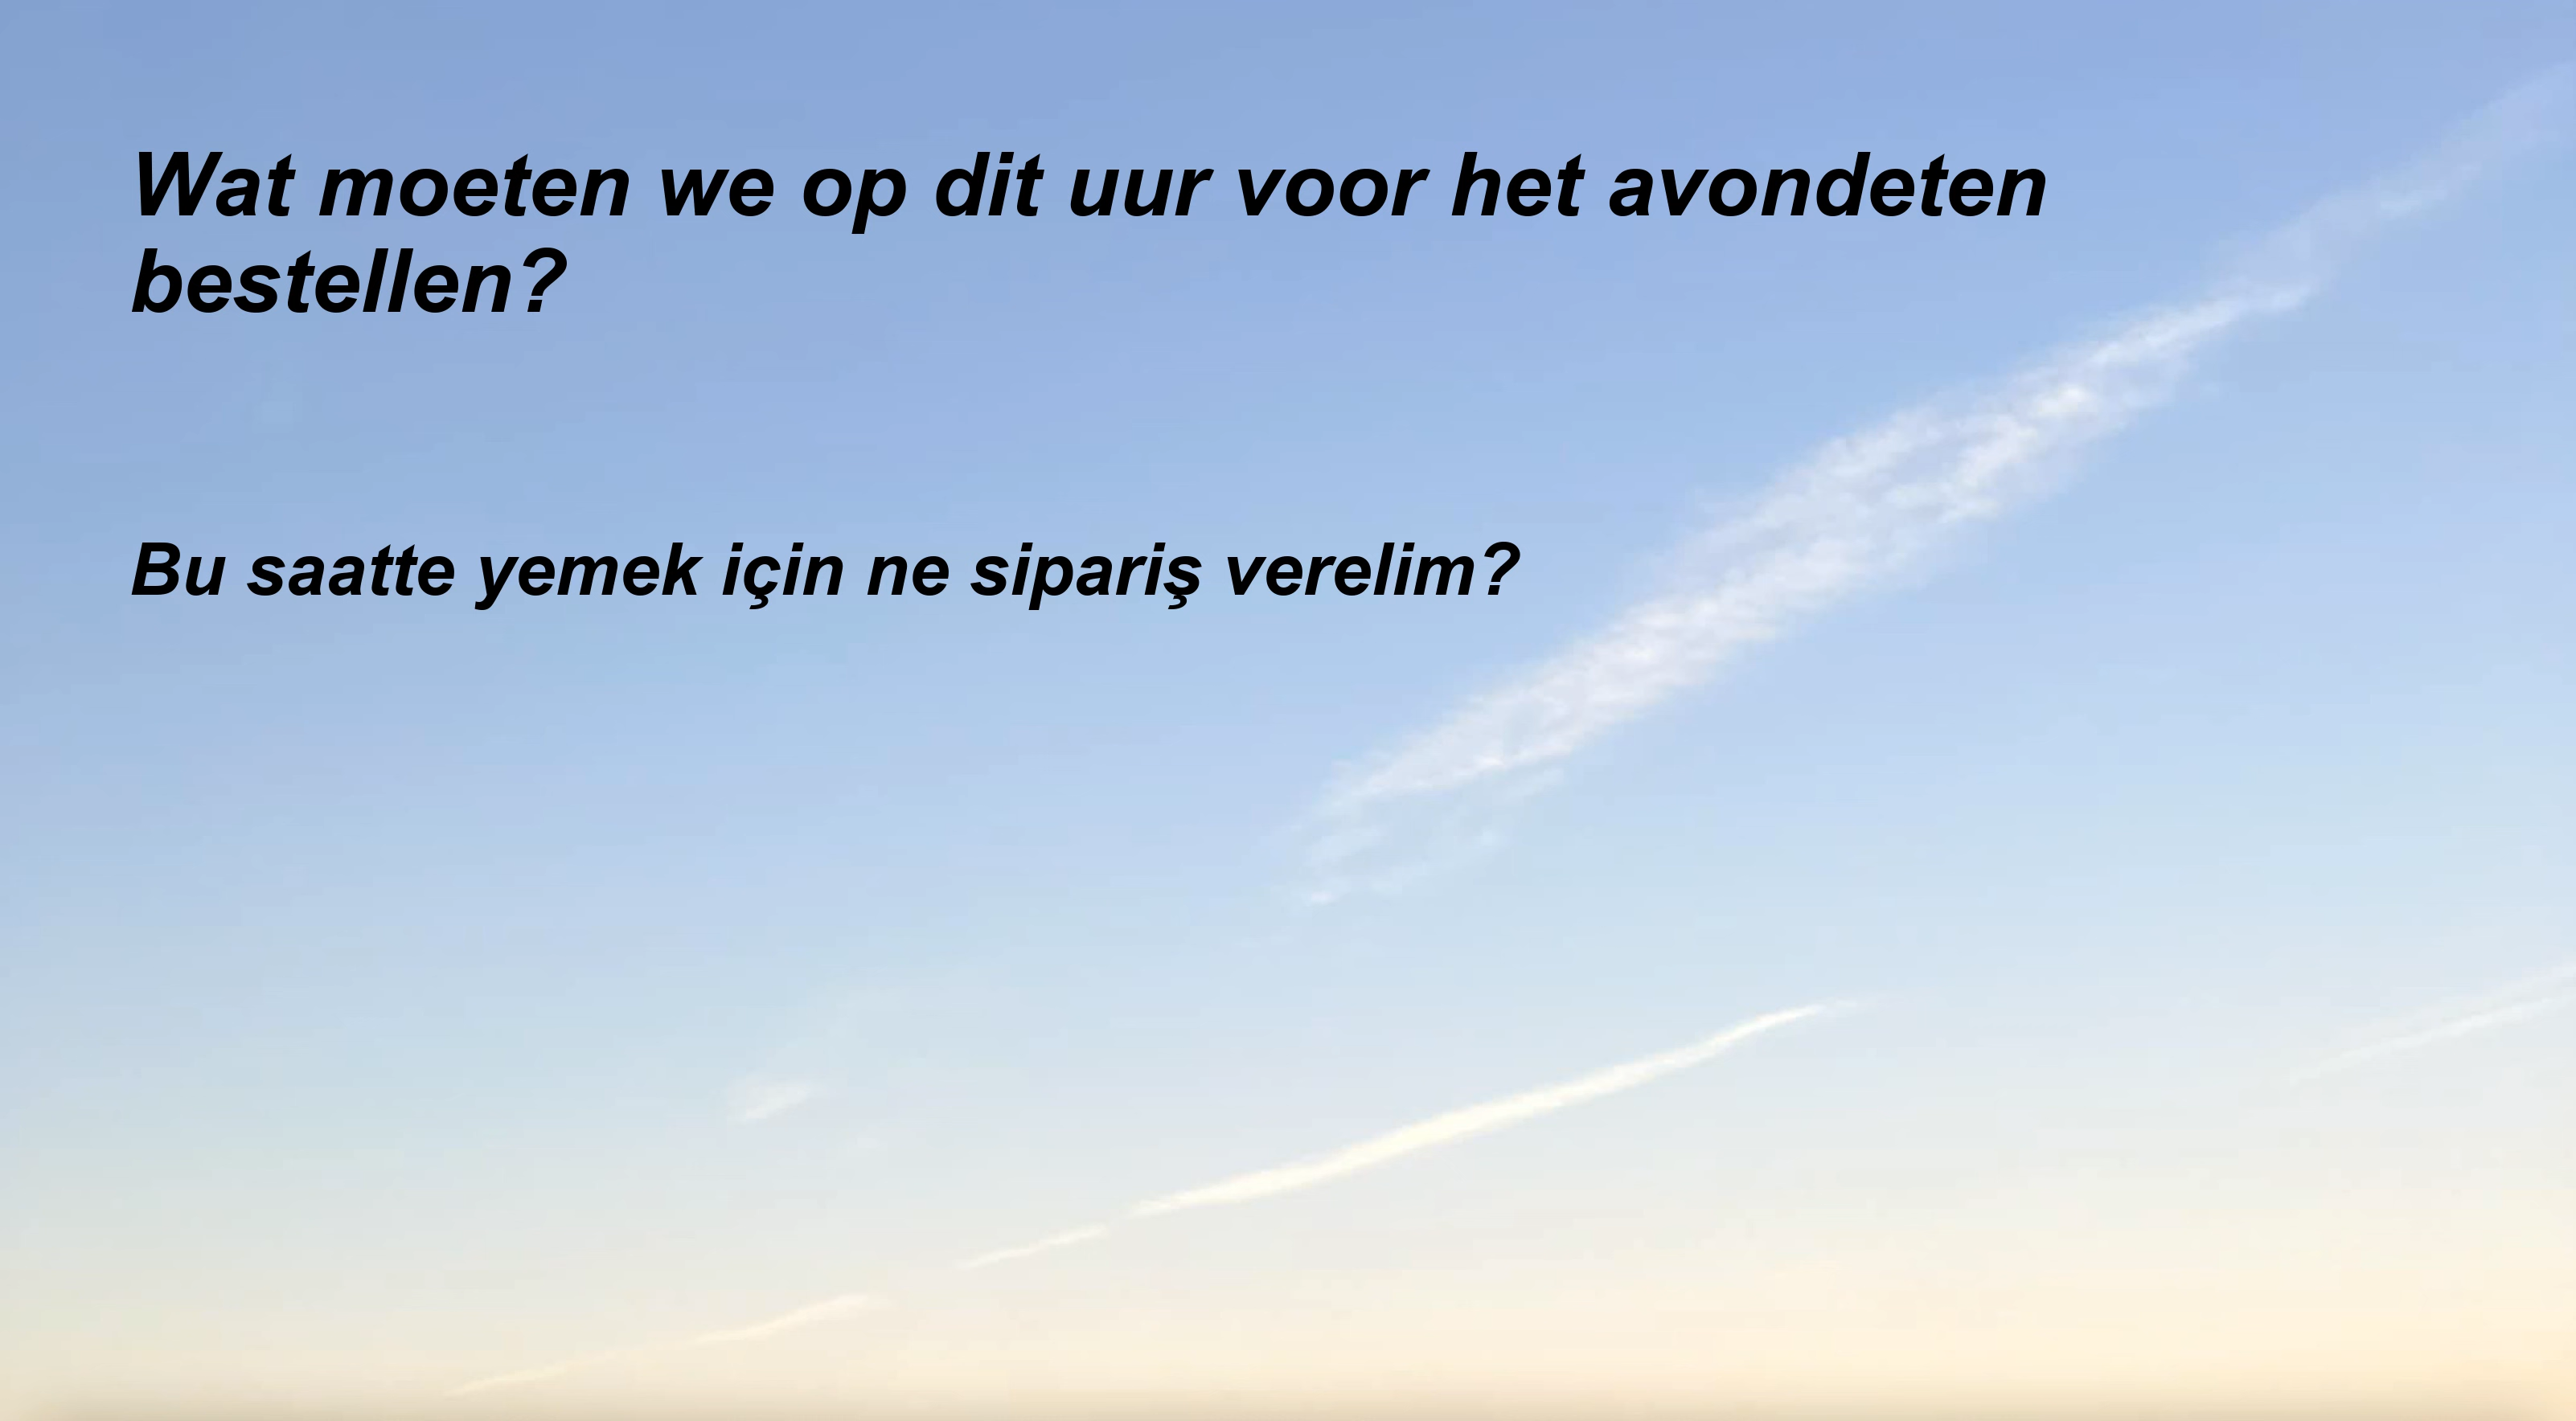 Wat moeten we op dit uur voor het avondeten
bestellen?
Bu saatte yemek için ne sipariş verelim?